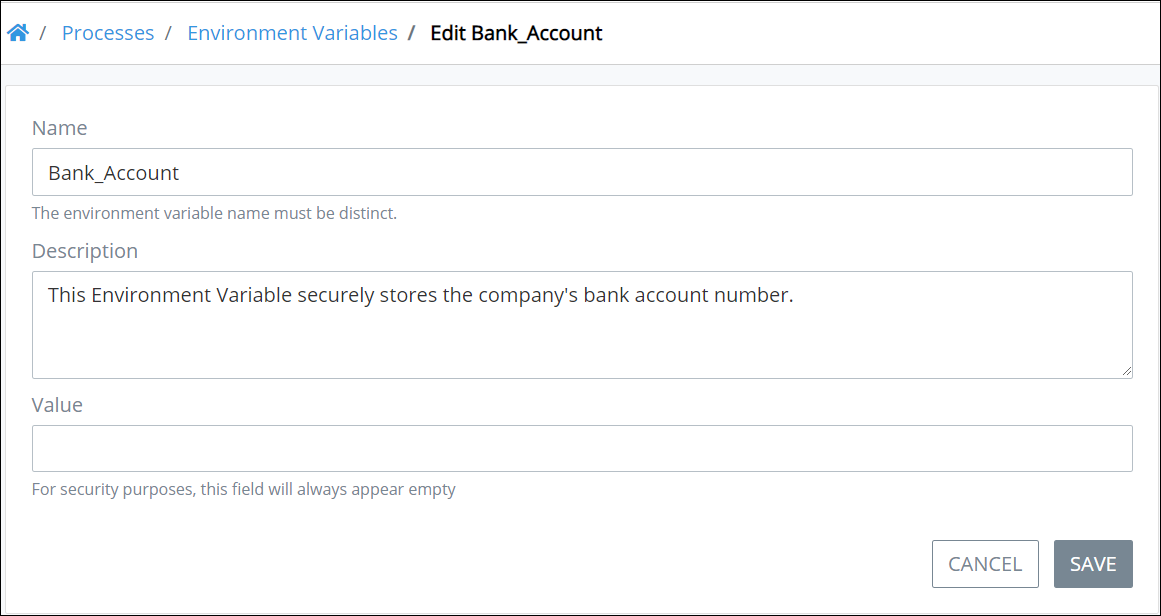 / Processes / Environment Variables / Edit Bank_Account
Name
Bank_Account
The environment variable name must be distinct.
Description
This Environment Variable securely stores the company's bank account number.
Value
For security purposes, this field will always appear empty
CANCEL SAVE